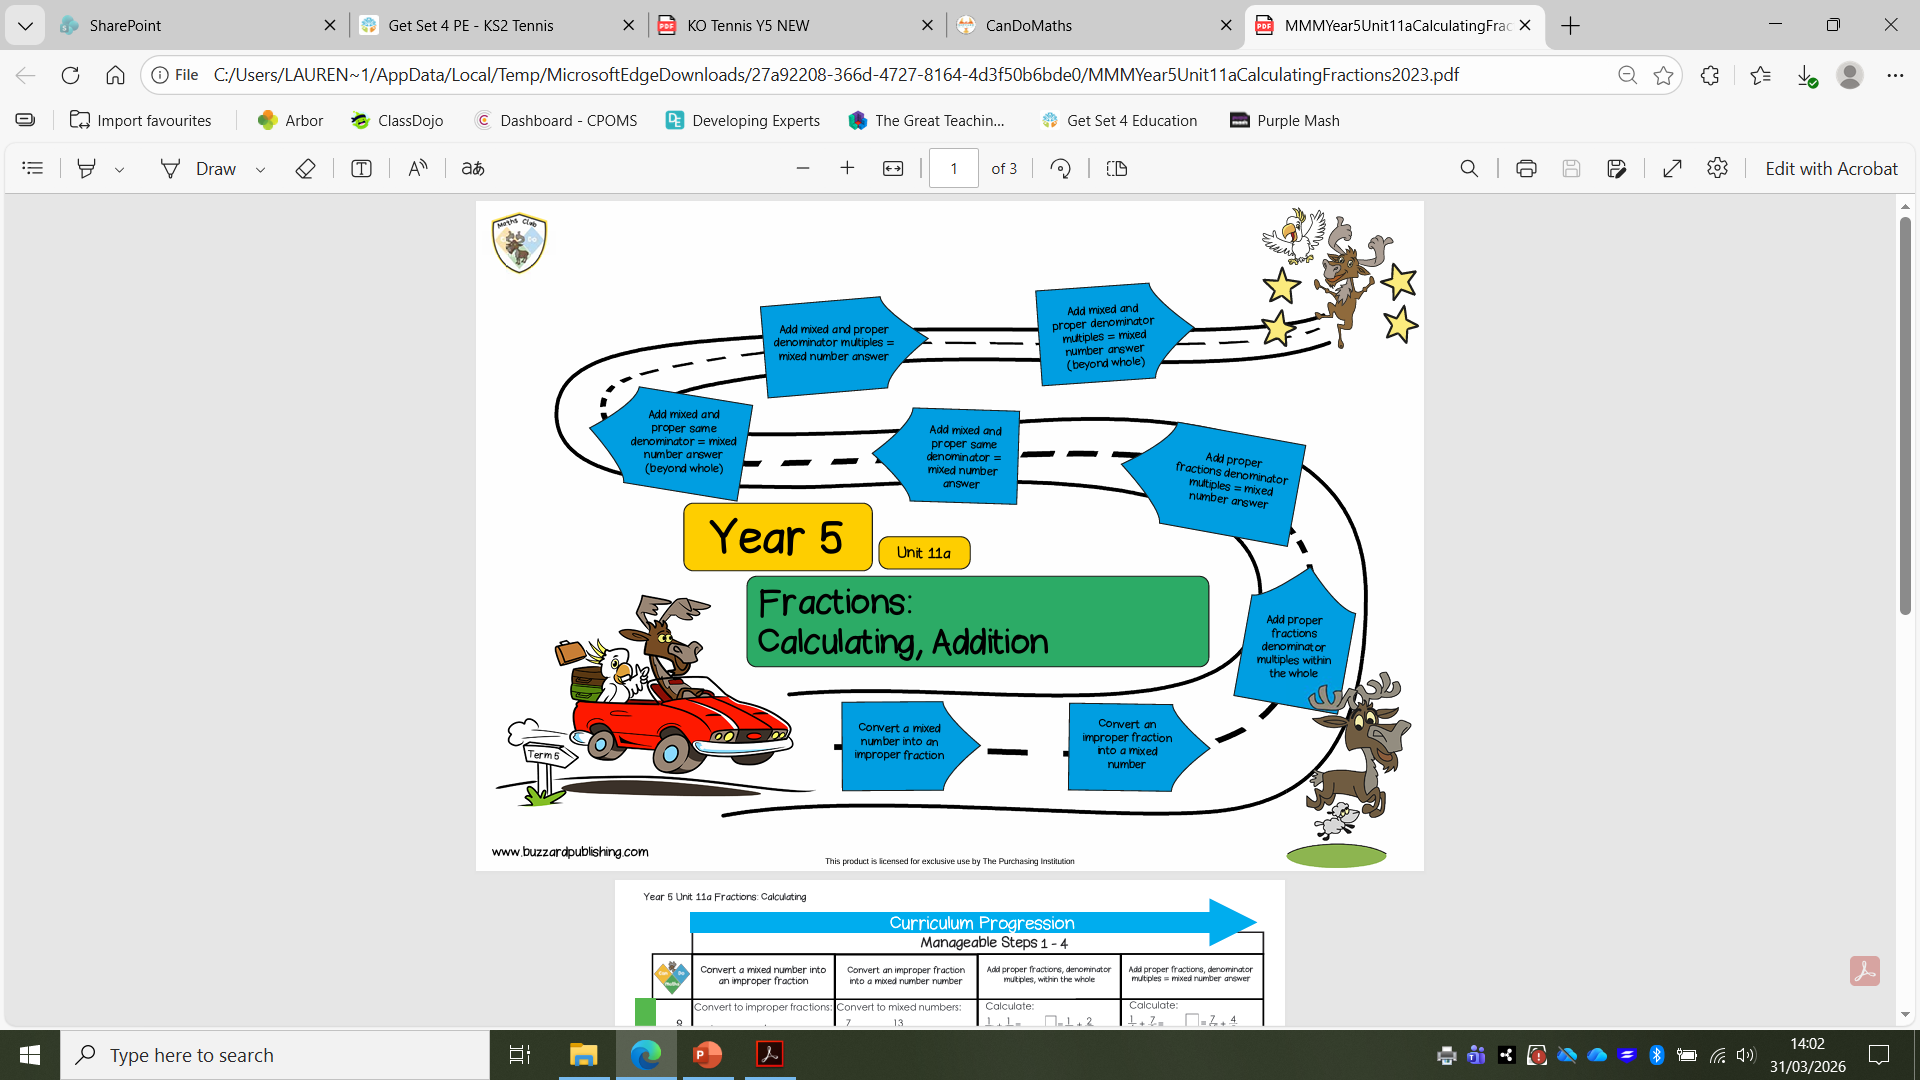 SharePoint
Get Set 4 PE - KS2 Tennis
KO Tennis Y5 NEW
CanDoMaths
MMMYear5Unit11aCalculatingFrac
File
C:/Users/LAUREN~1/AppData/Local/Temp/MicrosoftEdgeDownloads/27a92208-366d-4727-8164-4d3f50b6bde0/MMMYear5Unit11aCalculatingFractions2023.pdf
Import favourites
Arbor
ClassDojo
Dashboard - CPOMS
Developing Experts
The Great Teachin...
Get Set 4 Education
Purple Mash
Draw
1
of 3
Edit with Acrobat
Maths Club
Add mixed and proper
denominator multiples =
mixed number answer
Add mixed and
proper denominator
multiples = mixed
number answer
(beyond whole)
Add mixed and
proper same
denominator = mixed
number answer
(beyond whole)
Add mixed and
proper same
denominator =
mixed number
answer
Add proper
fractions denominator
multiples = mixed
number answer
Year 5
Unit 11a
Fractions:
Calculating, Addition
Add proper
fractions
denominator
multiples within
the whole
Term 5
Convert a mixed
number into an
improper fraction
Convert an
improper fraction
into a mixed
number
www.buzzardpublishing.com
This product is licensed for exclusive use by The Purchasing Institution
Year 5 Unit 11a Fractions: Calculating
Curriculum Progression
Manageable Steps 1 - 4
Convert a mixed number into
an improper fraction
Convert an improper fraction
into a mixed number number
Add proper fractions, denominator
multiples, within the whole
Add proper fractions, denominator
multiples = mixed number answer
Convert to improper fractions:
Convert to mixed numbers:
Calculate:
Calculate:
7 13
Type here to search
14:02
31/03/2026